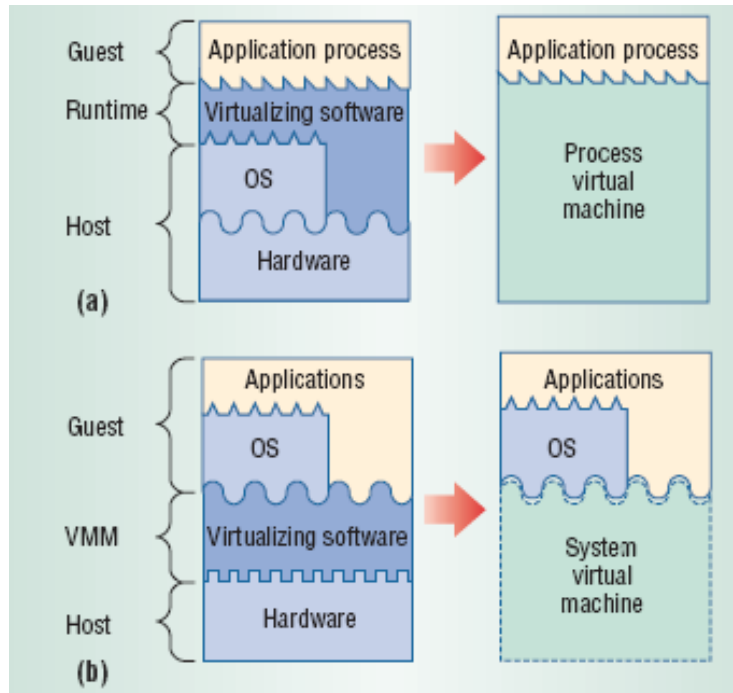 Guest
Application process
Application process
Runtime
Virtualizing software
OS
Process
virtual
machine
Host
Hardware
(a)
Applications
Applications
Guest
OS
OS
VMM
Virtualizing software
System
virtual
machine
Host
Hardware
(b)